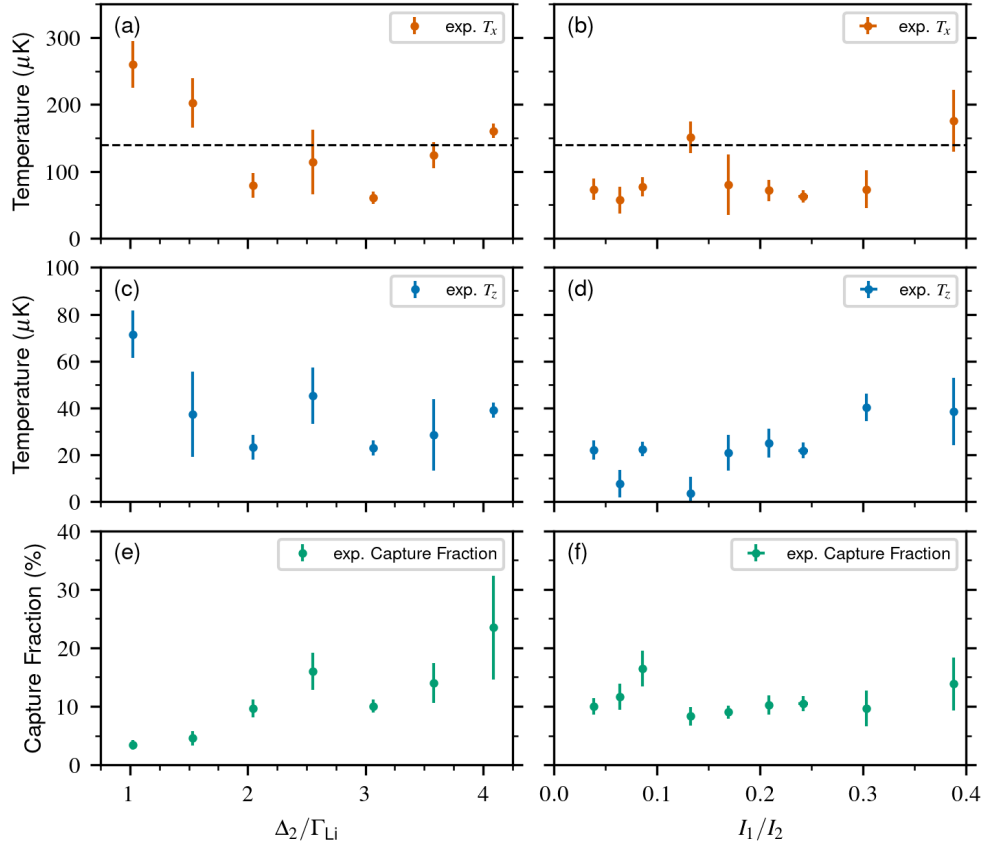 (a)
exp. Tx
Temperature (μK)
300
200
100
0
(b)
exp. Tx
(c)
exp. Tz
Temperature (μK)
100
80
60
40
20
0
(d)
exp. Tz
(e)
exp. Capture Fraction
Capture Fraction (%)
40
30
20
10
0
1
2
3
4
Δ2/ΓLi
(f)
exp. Capture Fraction
0.0
0.1
0.2
0.3
0.4
I1/I2